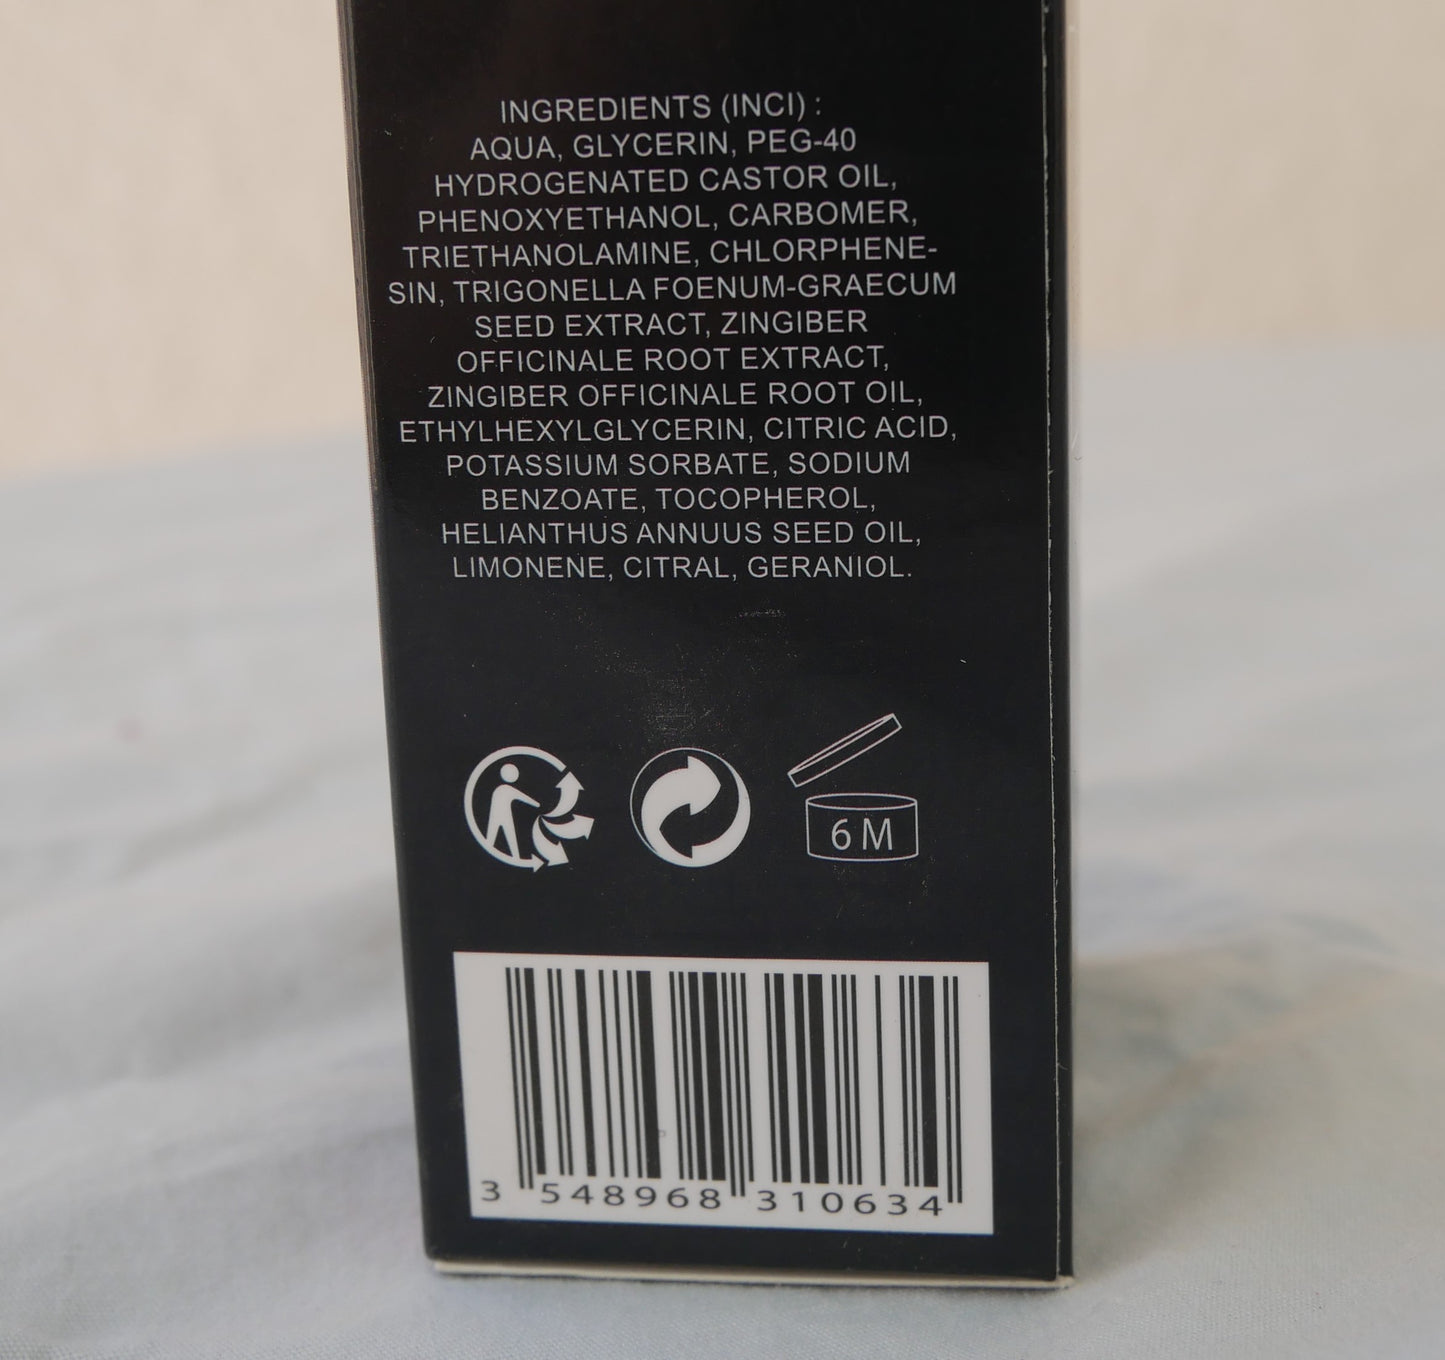 INGREDIENTS (INCI) :
AQUA, GLYCERIN, PEG-40
HYDROGENATED CASTOR OIL,
PHENOXYETHANOL, CARBOMER,
TRIETHANOLAMINE, CHLORPHENE-
SIN, TRIGONELLA FOENUM-GRAECUM
SEED EXTRACT, ZINGIBER
OFFICINALE ROOT EXTRACT,
ZINGIBER OFFICINALE ROOT OIL,
ETHYLHEXYLGLYCERIN, CITRIC ACID,
POTASSIUM SORBATE, SODIUM
BENZOATE, TOCOPHEROL,
HELIANTHUS ANNUUS SEED OIL,
LIMONENE, CITRAL, GERANIOL.
6 M
3 548968 310634